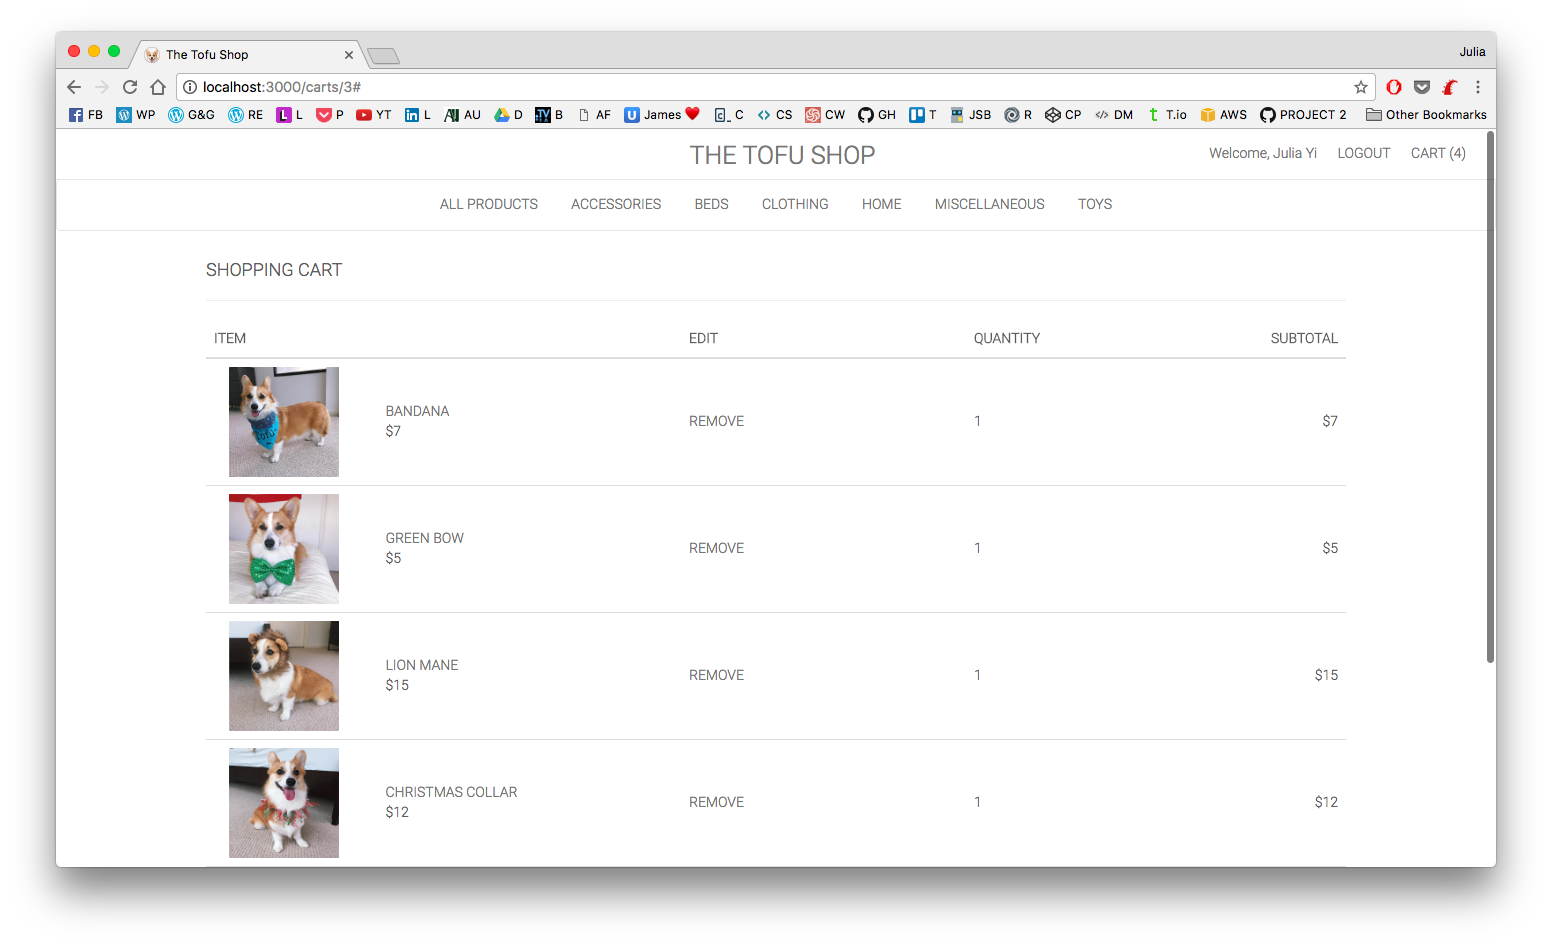 The Tofu Shop
Julia
localhost:3000/carts/3#
FB WP G&G RE L L P YT L AU D B AF James CS CW GH T JSB R CP DM T.io AWS PROJECT 2 Other Bookmarks
THE TOFU SHOP
Welcome, Julia Yi LOGOUT CART (4)
ALL PRODUCTS ACCESSORIES BEDS CLOTHING HOME MISCELLANEOUS TOYS
SHOPPING CART
ITEM EDIT QUANTITY SUBTOTAL
BANDANA
$7
REMOVE 1 $7
GREEN BOW
$5
REMOVE 1 $5
LION MANE
$15
REMOVE 1 $15
CHRISTMAS COLLAR
$12
REMOVE 1 $12